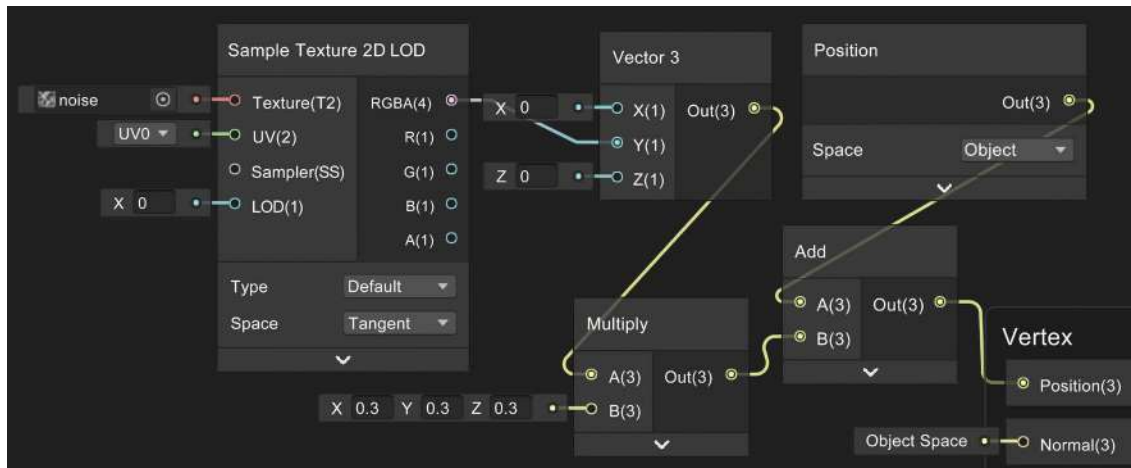 Sample Texture 2D LOD
noise
Texture(T2)
RGBA(4)
UV0
UV(2)
R(1)
Sampler(SS)
G(1)
X 0
LOD(1)
B(1)
A(1)
Type Default
Space Tangent
Vector 3
X 0
X(1)
Out(3)
Y(1)
Z 0
Z(1)
Position
Out(3)
Space Object
Add
A(3)
Out(3)
B(3)
Multiply
A(3)
Out(3)
X 0.3 Y 0.3 Z 0.3
B(3)
Vertex
Position(3)
Object Space
Normal(3)